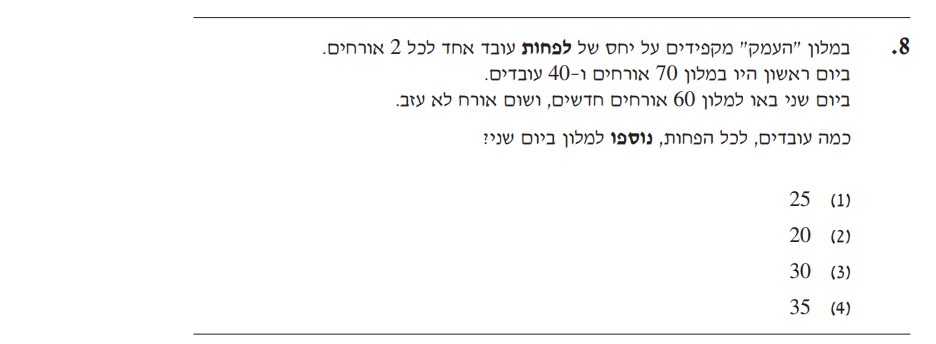 8. במלון "העמק" מקפידים על יחס של לפחות עובד אחד לכל 2 אורחים.
ביום ראשון היו במלון 70 אורחים ו-40 עובדים.
ביום שני באו למלון 60 אורחים חדשים, ושום אורח לא עזב.
כמה עובדים, לכל הפחות, נוספו למלון ביום שני?
(1) 25
(2) 20
(3) 30
(4) 35